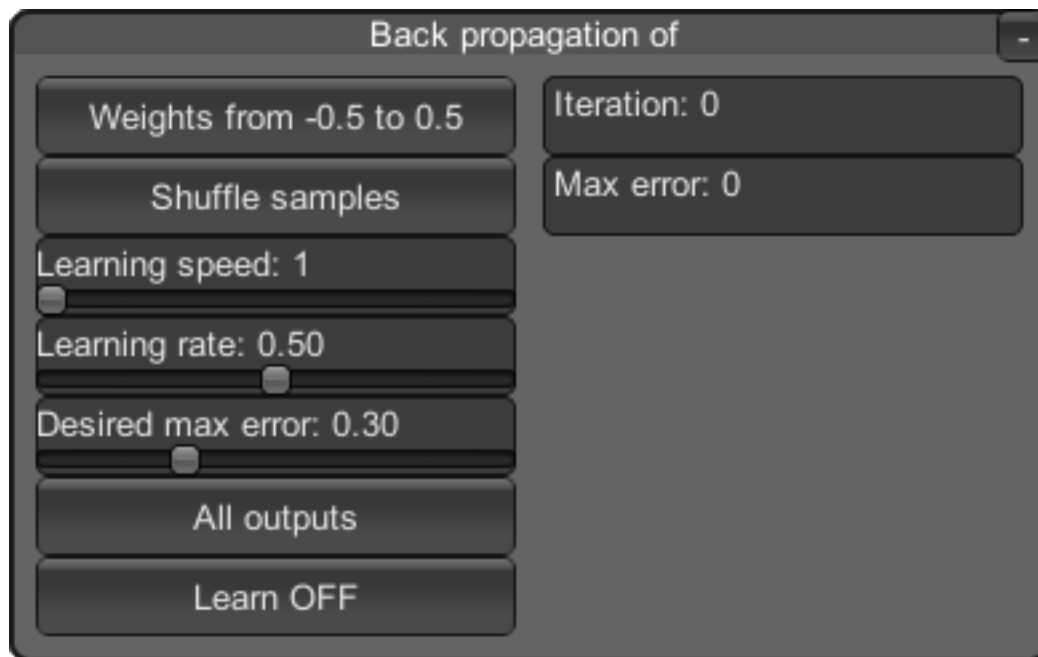 Back propagation of
-
Weights from -0.5 to 0.5
Shuffle samples
Learning speed: 1
Learning rate: 0.50
Desired max error: 0.30
All outputs
Learn OFF
Iteration: 0
Max error: 0